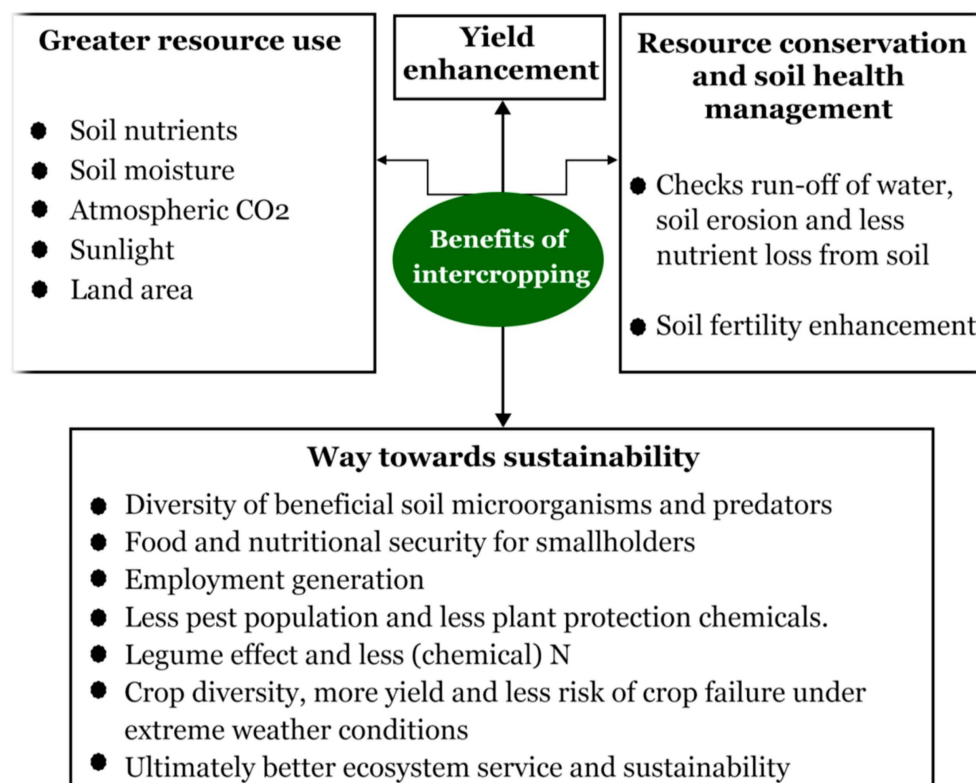 Greater resource use
● Soil nutrients
● Soil moisture
● Atmospheric CO2
● Sunlight
● Land area
Yield
enhancement
Resource conservation
and soil health
management
● Checks run-off of water,
soil erosion and less
nutrient loss from soil
● Soil fertility enhancement
Benefits of
intercropping
Way towards sustainability
● Diversity of beneficial soil microorganisms and predators
● Food and nutritional security for smallholders
● Employment generation
● Less pest population and less plant protection chemicals.
● Legume effect and less (chemical) N
● Crop diversity, more yield and less risk of crop failure under
extreme weather conditions
● Ultimately better ecosystem service and sustainability